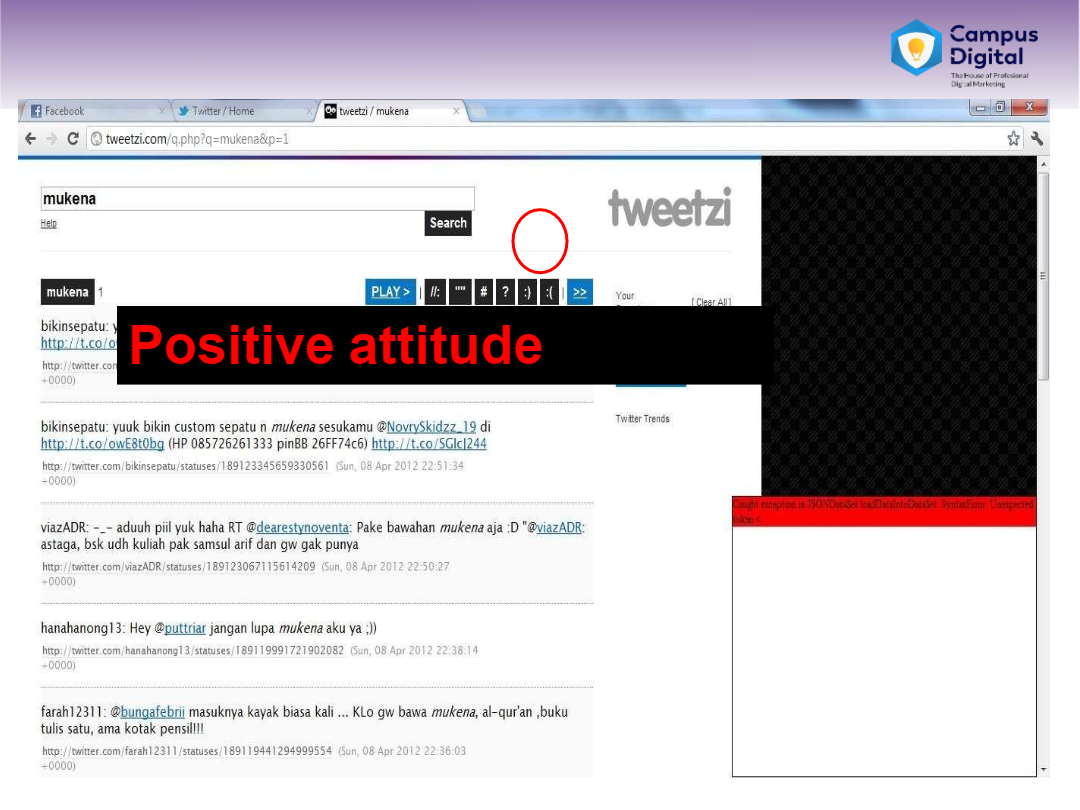 Campus
Digital
The House of Profesional
Digital Marketing
Facebook
Twitter / Home
tweetzi / mukena
tweetzi.com/q.php?q=mukena&p=1
mukena
Help
Search
tweetzi
mukena 1
PLAY > | //: "" # ? :) :( | >>
Your
[ Clear All ]
bikinsepatu: y
http://t.co/o
http://twitter.con
+0000)
Positive attitude
Twitter Trends
bikinsepatu: yuuk bikin custom sepatu n mukena sesukamu @NovrySkidzz_19 di
http://t.co/owE8t0bg (HP 085726261333 pinBB 26FF74c6) http://t.co/SGlcJ244
http://twitter.com/bikinsepatu/statuses/189123345659330561 (Sun, 08 Apr 2012 22:51:34
+0000)
Caught exception in JSONDataSet.loadDataIntoDataSet: SyntaxError: Unexpected
token <
viazADR: -_- aduuh piil yuk haha RT @dearestynoventa: Pake bawahan mukena aja :D "@viazADR:
astaga, bsk udh kuliah pak samsul arif dan gw gak punya
http://twitter.com/viazADR/statuses/189123067115614209 (Sun, 08 Apr 2012 22:50:27
+0000)
hanahanong13: Hey @puttriar jangan lupa mukena aku ya ;))
http://twitter.com/hanahanong13/statuses/189119991721902082 (Sun, 08 Apr 2012 22:38:14
+0000)
farah12311: @bungafebrii masuknya kayak biasa kali ... KLo gw bawa mukena, al-qur'an ,buku
tulis satu, ama kotak pensil!!!
http://twitter.com/farah12311/statuses/189119441294999554 (Sun, 08 Apr 2012 22:36:03
+0000)